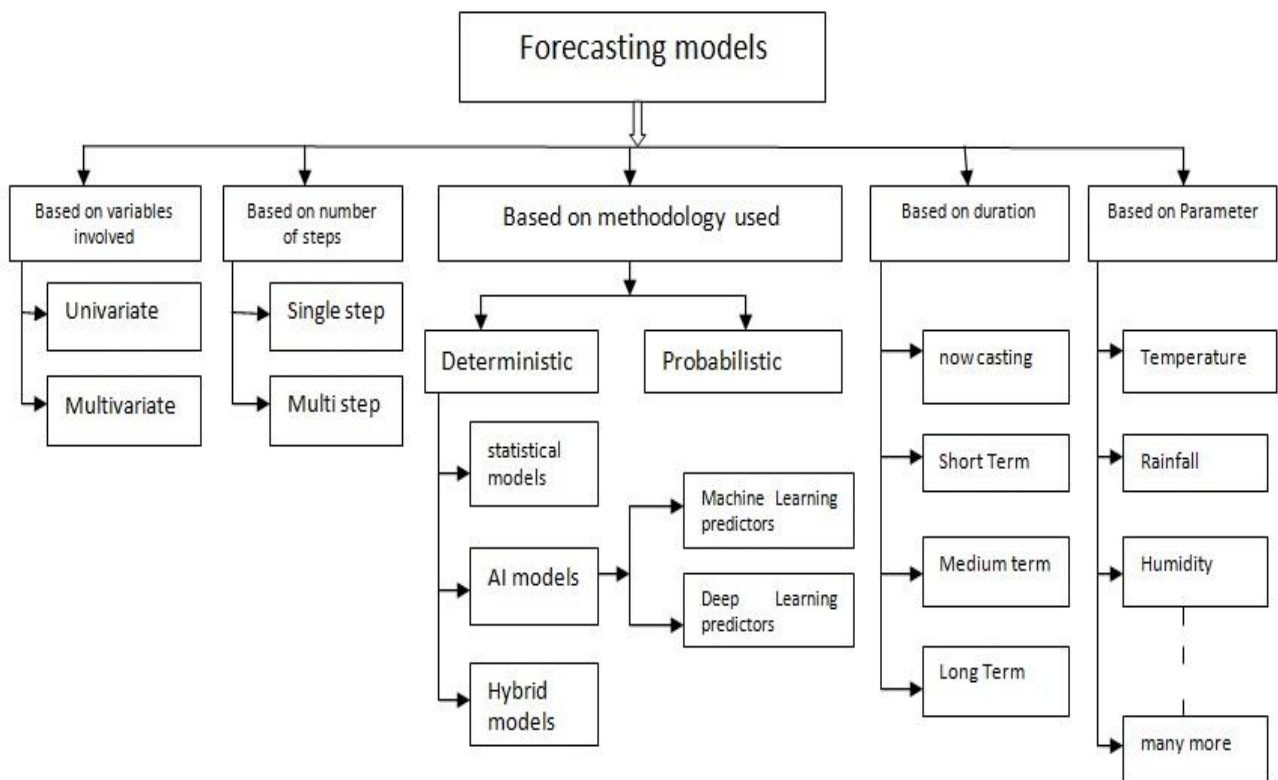 Forecasting models
Based on variables
involved
Based on number
of steps
Based on methodology used
Based on duration
Based on Parameter
Univariate
Multivariate
Single step
Multi step
Deterministic
Probabilistic
statistical
models
AI models
Hybrid
models
Machine Learning
predictors
Deep Learning
predictors
now casting
Short Term
Medium term
Long Term
Temperature
Rainfall
Humidity
many more